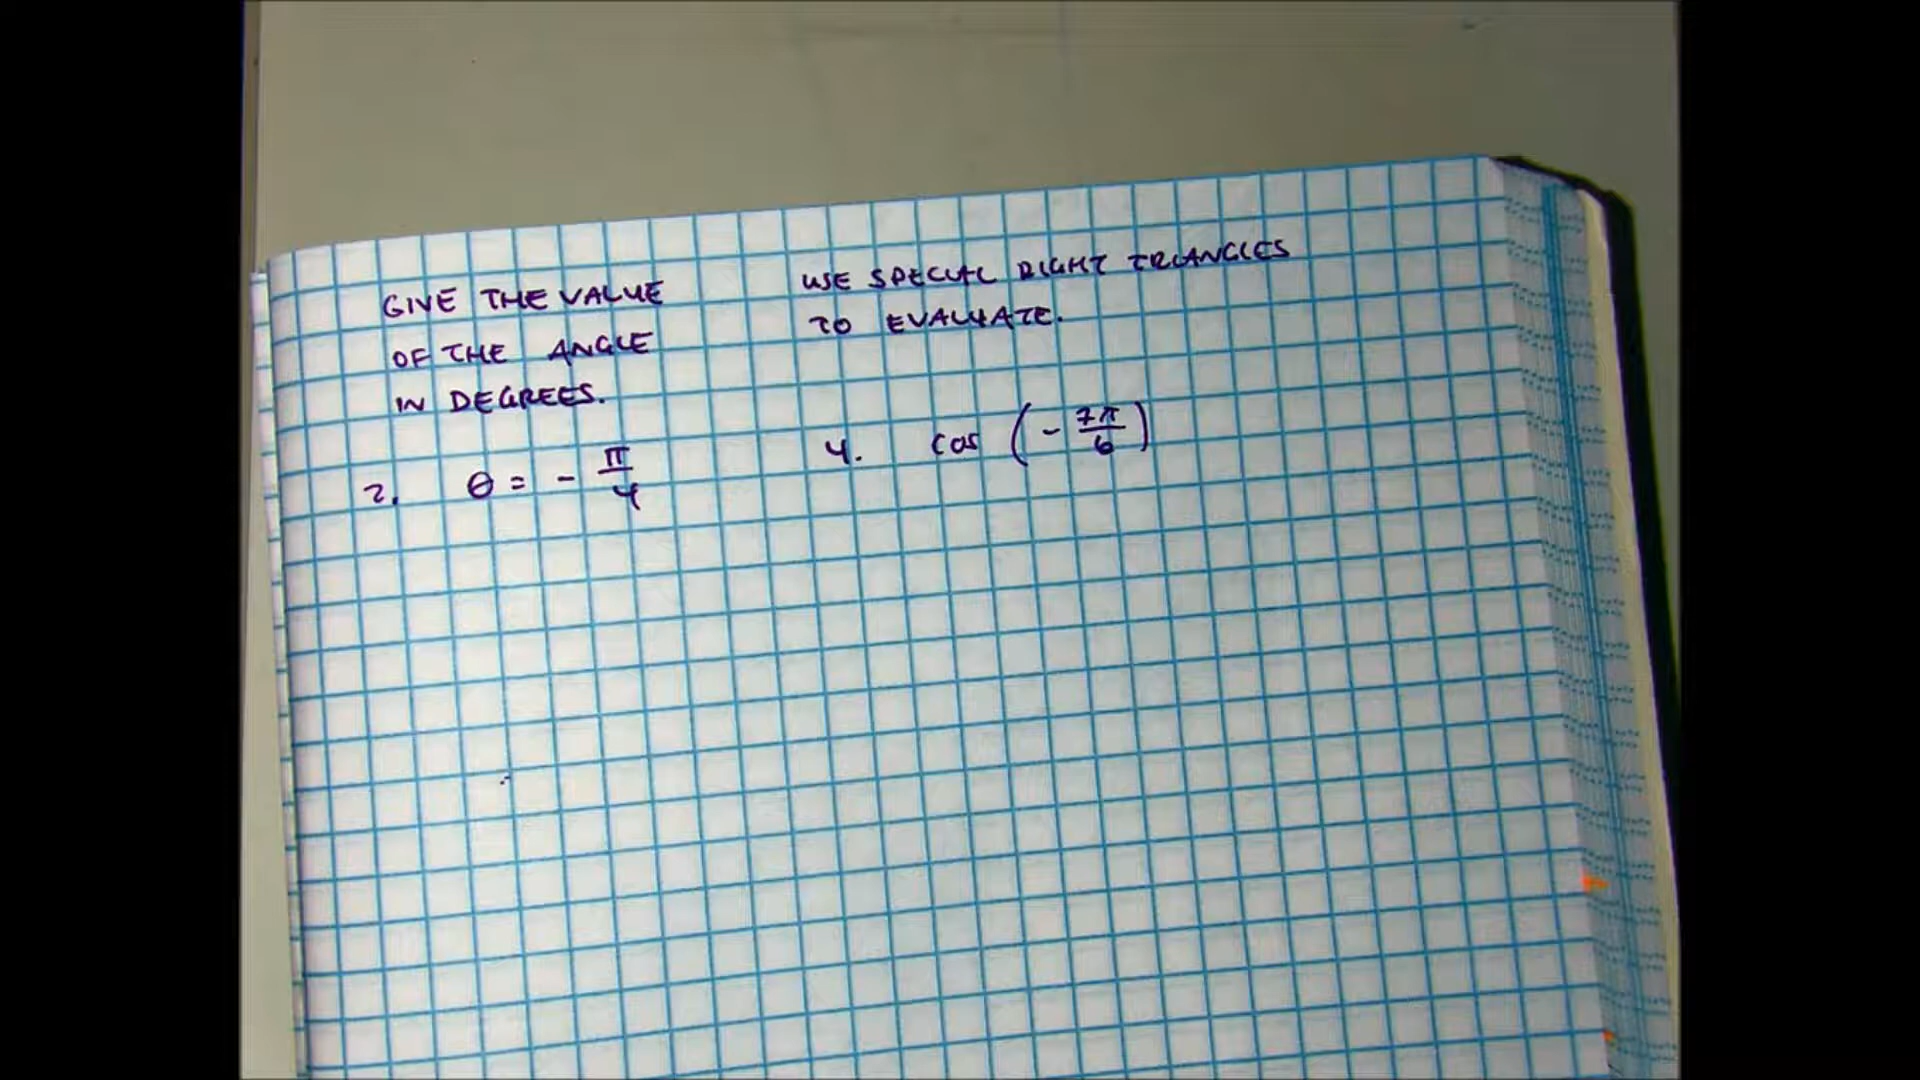 GIVE THE VALUE
OF THE ANGLE
IN DEGREES.
2. θ = - π/4
USE SPECIAL RIGHT TRIANGLES
TO EVALUATE.
4. cos (- 7π/6)